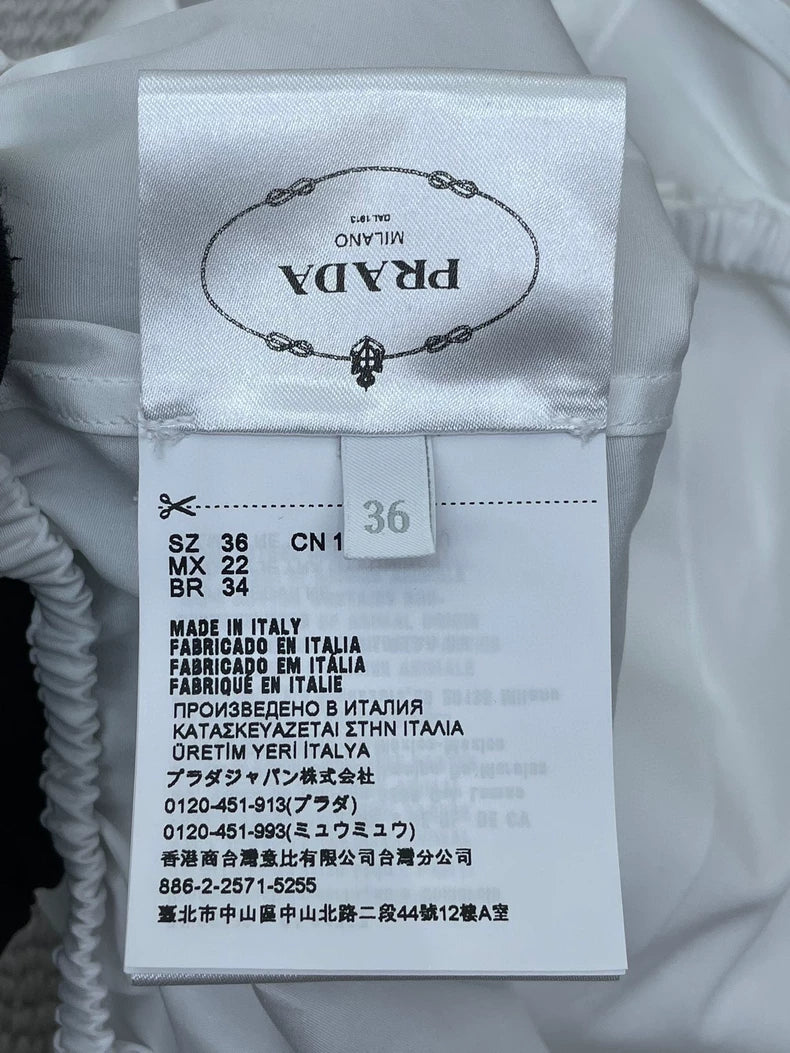 PRADA
MILANO
DAL 1913
36
SZ 36 CN 1
MX 22
BR 34
MADE IN ITALY
FABRICADO EN ITALIA
FABRICADO EM ITÁLIA
FABRIQUÉ EN ITALIE
ПРОИЗВЕДЕНО В ИТАЛИЯ
ΚΑΤΑΣΚΕΥΑΖΕΤΑΙ ΣΤΗΝ ΙΤΑΛΙΑ
ÜRETİM YERİ İTALYA
プラダジャパン株式会社
0120-451-913(プラダ)
0120-451-993(ミュウミュウ)
香港商台灣意比有限公司台灣分公司
886-2-2571-5255
臺北市中山區中山北路二段44號12樓A室